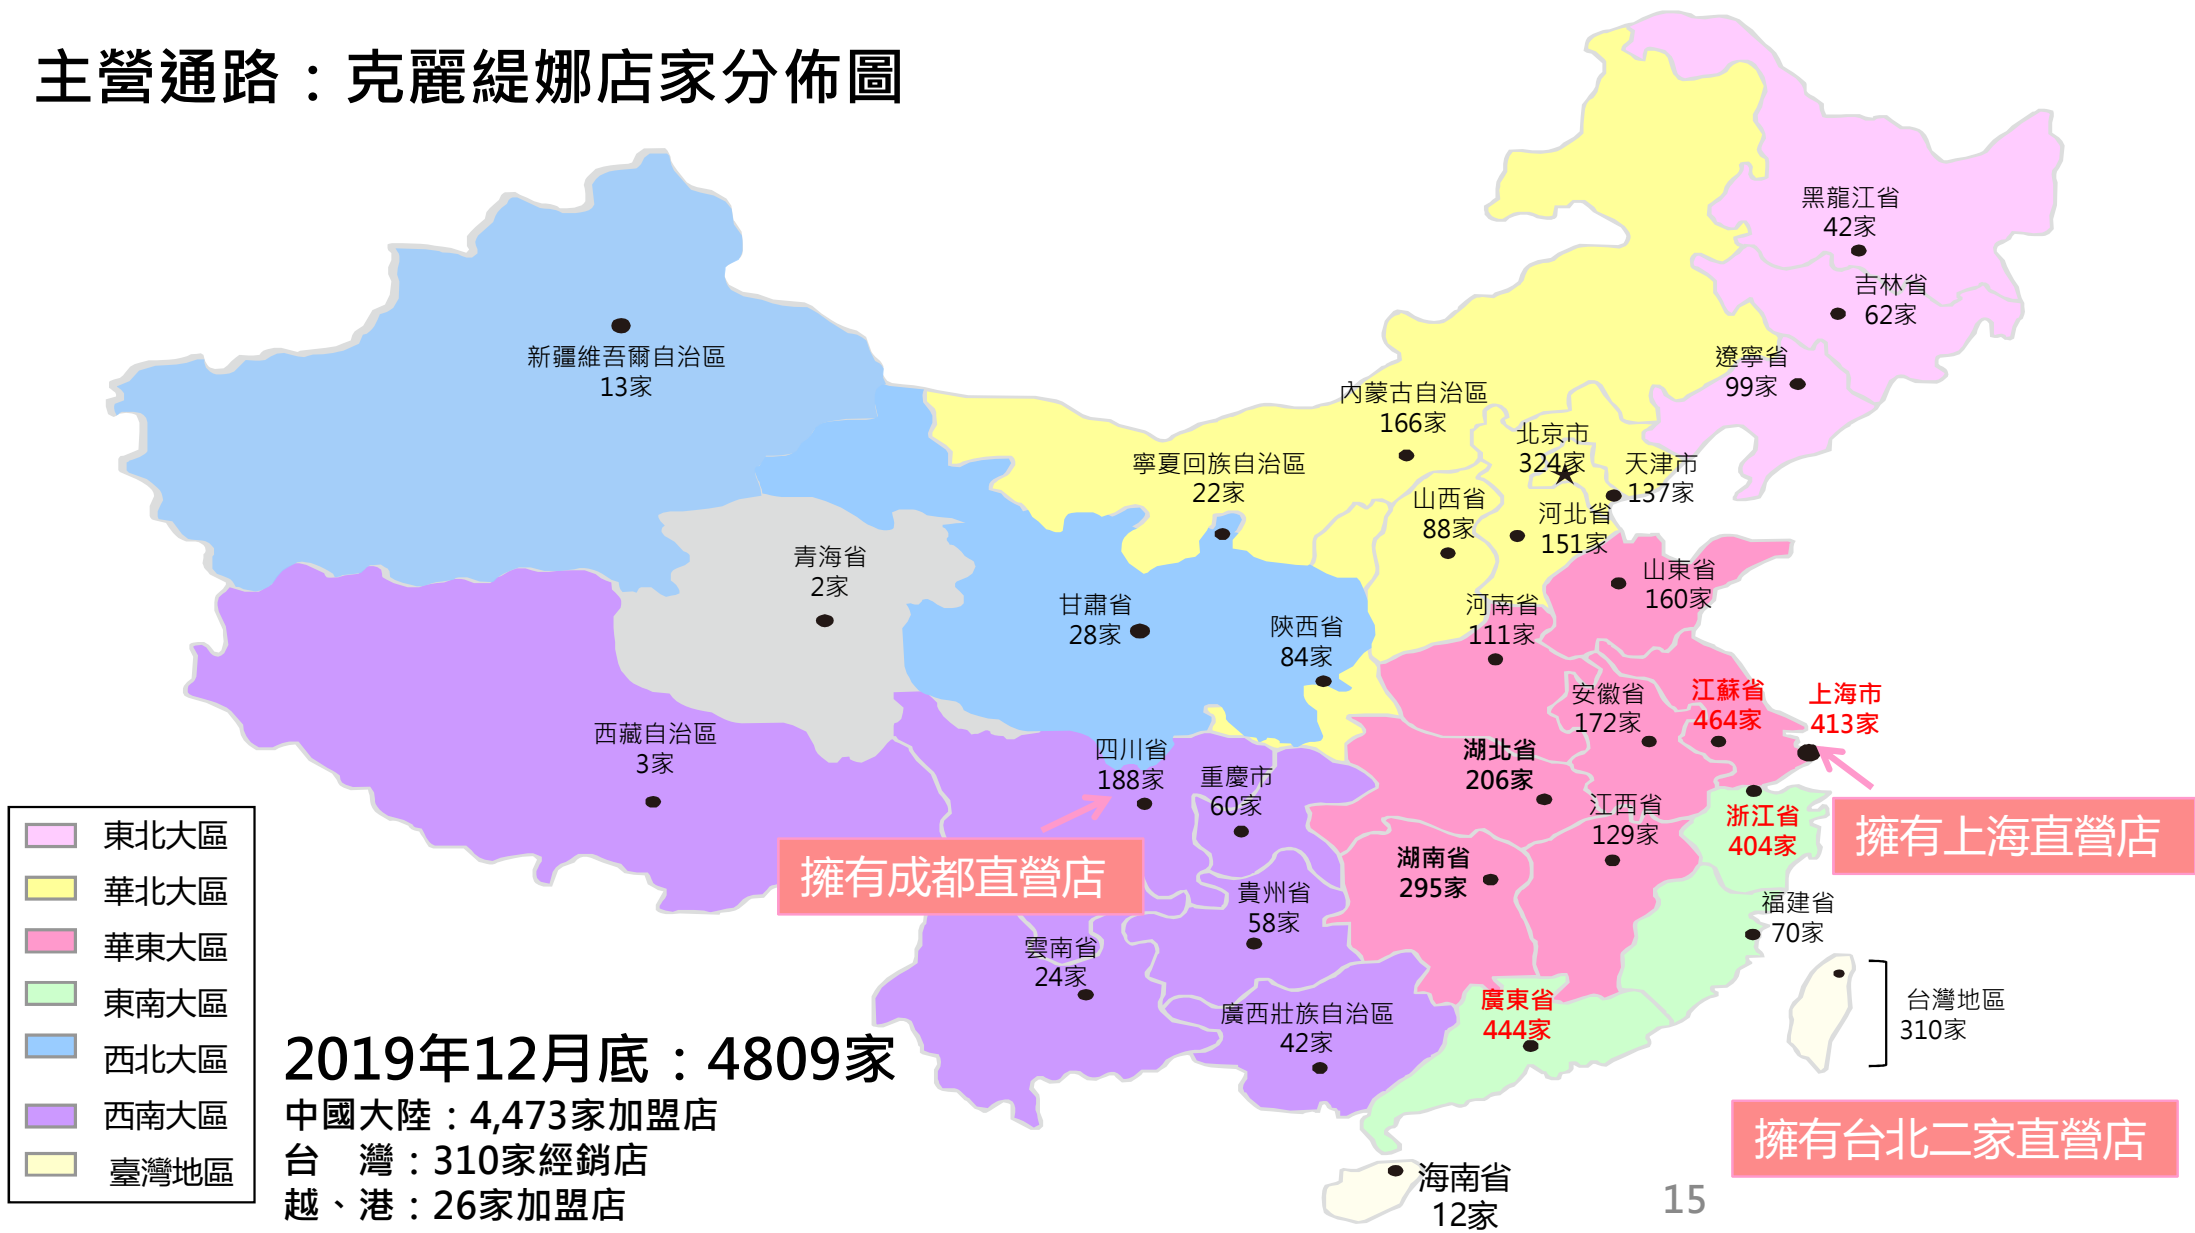 主營通路：克麗緹娜店家分佈圖
黑龍江省
42家
吉林省
62家
遼寧省
99家
新疆維吾爾自治區
13家
內蒙古自治區
166家
北京市
324家
天津市
137家
寧夏回族自治區
22家
山西省
88家
河北省
151家
青海省
2家
山東省
160家
甘肅省
28家
河南省
111家
陝西省
84家
安徽省
172家
江蘇省
464家
上海市
413家
西藏自治區
3家
四川省
188家
重慶市
60家
湖北省
206家
江西省
129家
浙江省
404家
擁有上海直營店
擁有成都直營店
湖南省
295家
貴州省
58家
福建省
70家
雲南省
24家
廣西壯族自治區
42家
廣東省
444家
台灣地區
310家
東北大區
華北大區
華東大區
東南大區
西北大區
西南大區
臺灣地區
2019年12月底：4809家
中國大陸：4,473家加盟店
台　灣：310家經銷店
越、港：26家加盟店
擁有台北二家直營店
海南省
12家
15